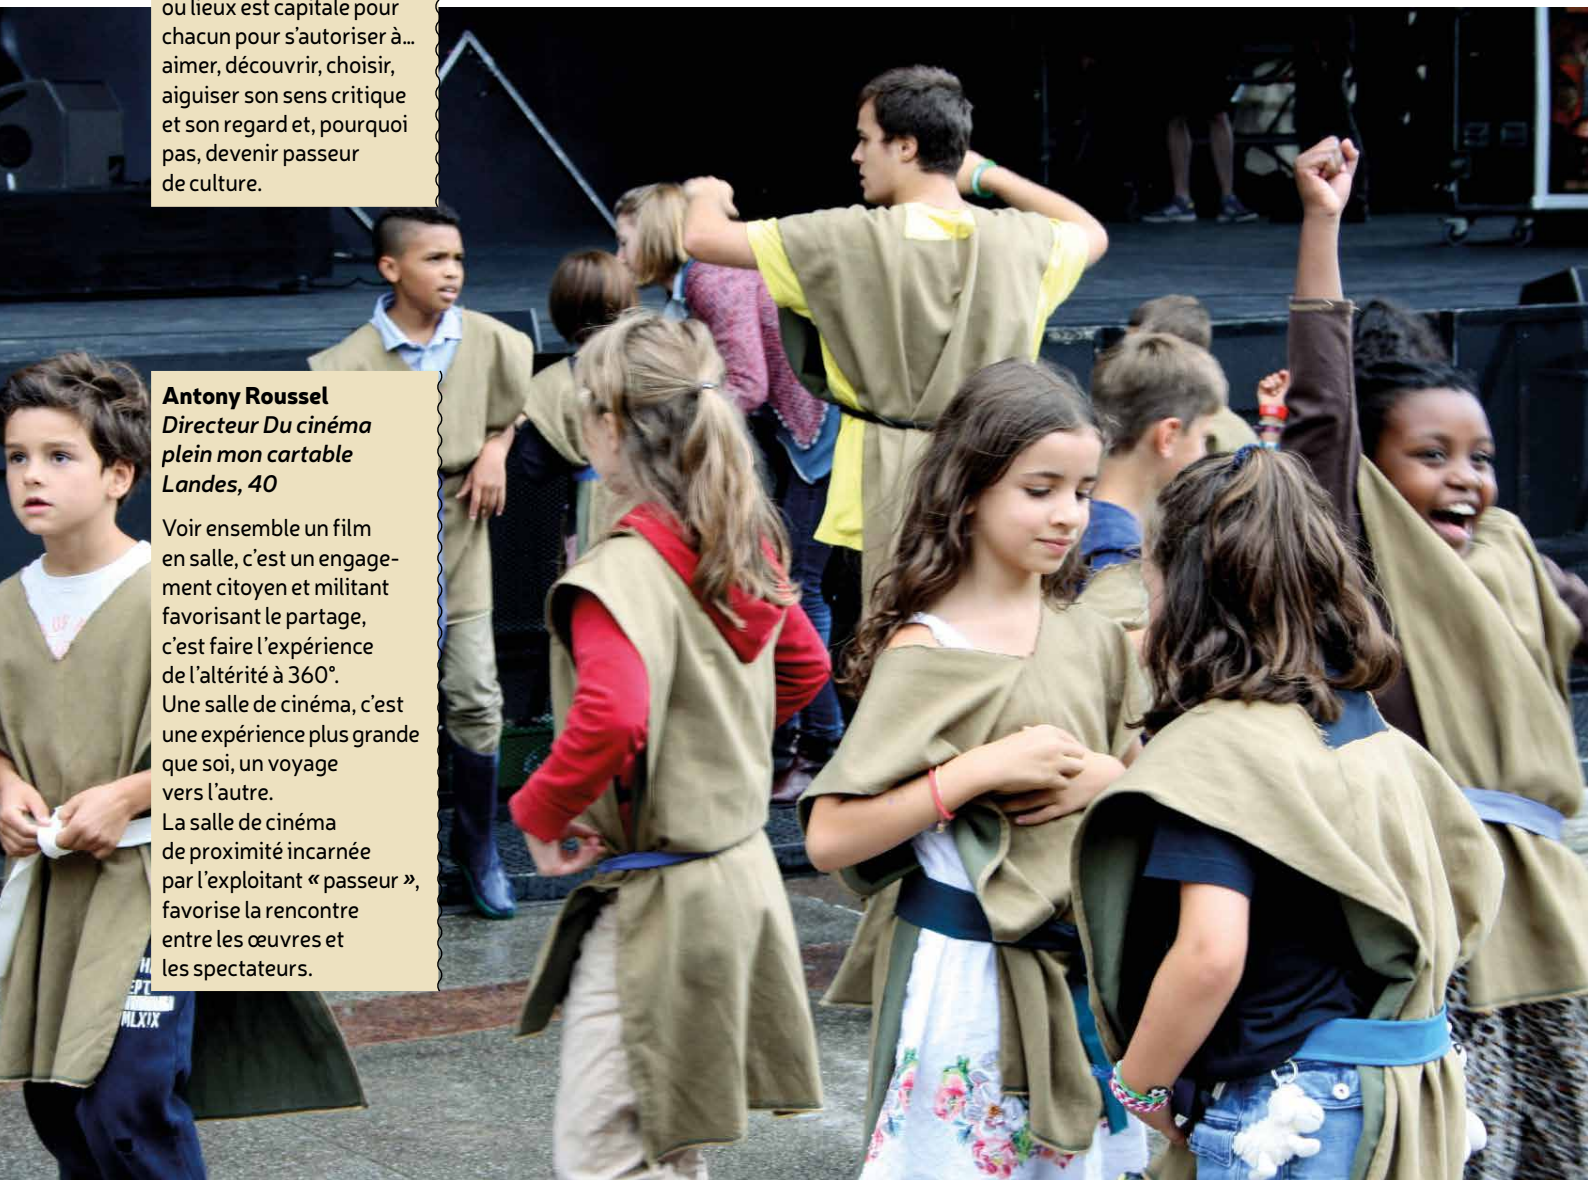 ou lieux est capitale pour
chacun pour s'autoriser à…
aimer, découvrir, choisir,
aiguiser son sens critique
et son regard et, pourquoi
pas, devenir passeur
de culture.
Antony Roussel
Directeur Du cinéma
plein mon cartable
Landes, 40
Voir ensemble un film
en salle, c'est un engage-
ment citoyen et militant
favorisant le partage,
c'est faire l'expérience
de l'altérité à 360°.
Une salle de cinéma, c'est
une expérience plus grande
que soi, un voyage
vers l'autre.
La salle de cinéma
de proximité incarnée
par l'exploitant « passeur »,
favorise la rencontre
entre les œuvres et
les spectateurs.
MLXIX